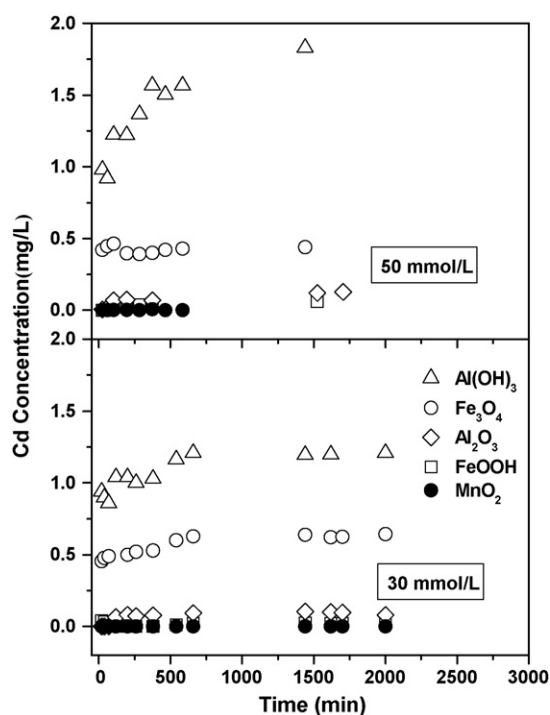 2.0
1.5
1.0
0.5
0.0
50 mmol/L
2.0
1.5
1.0
0.5
0.0
Al(OH)₃
Fe₃O₄
Al₂O₃
FeOOH
MnO₂
30 mmol/L
0 500 1000 1500 2000 2500 3000
Time (min)
Cd Concentration(mg/L)